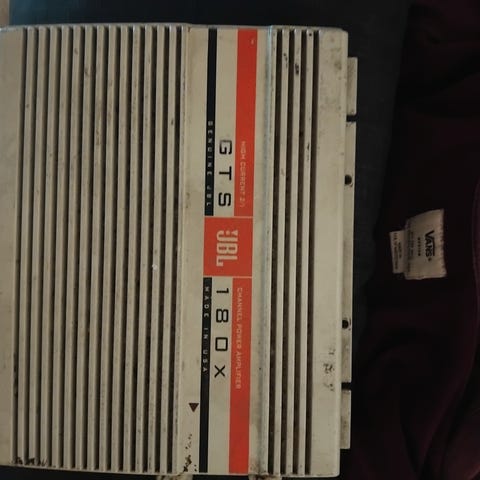 HIGH CURRENT 2/1
GTS
GENUINE JBL
JBL
CHANNEL POWER AMPLIFIER
180X
MADE IN USA
VANS